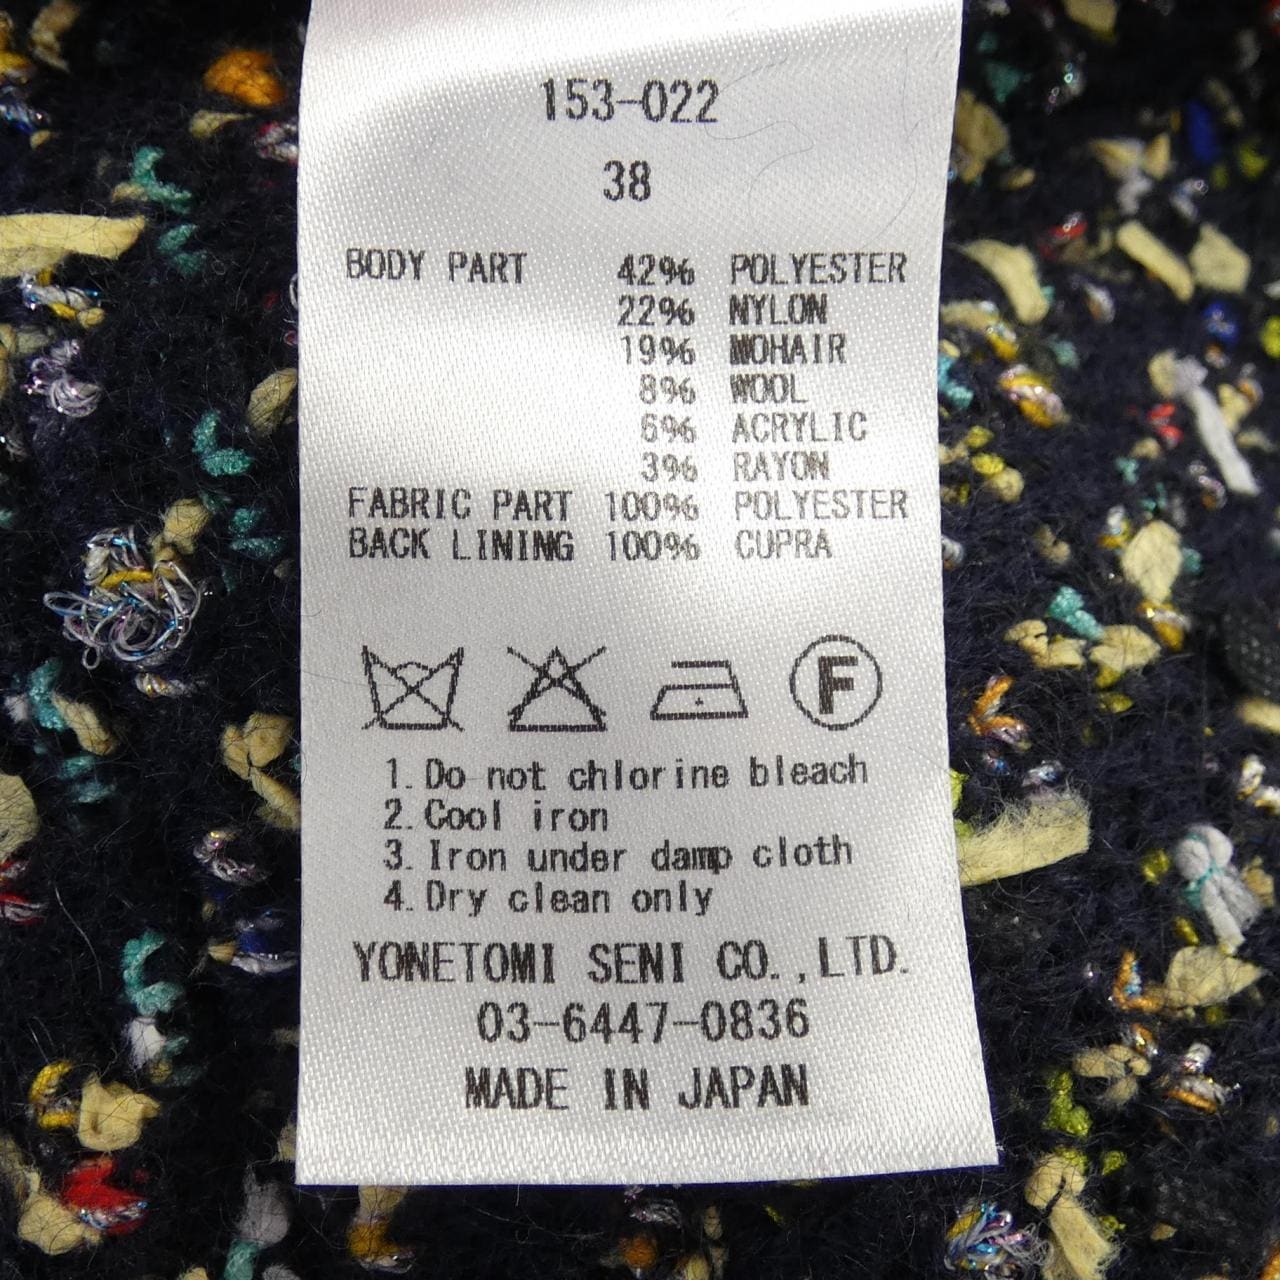 153-022
38
BODY PART 42% POLYESTER
22% NYLON
19% MOHAIR
8% WOOL
6% ACRYLIC
3% RAYON
FABRIC PART 100% POLYESTER
BACK LINING 100% CUPRA
F
1. Do not chlorine bleach
2. Cool iron
3. Iron under damp cloth
4. Dry clean only
YONETOMI SENI CO.,LTD.
03-6447-0836
MADE IN JAPAN